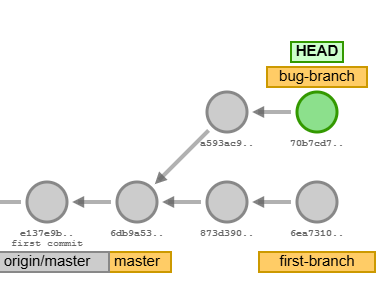 HEAD
bug-branch
a593ac9..
70b7cd7..
e137e9b..
first commit
6db9a53..
873d390..
6ea7310..
origin/master
master
first-branch